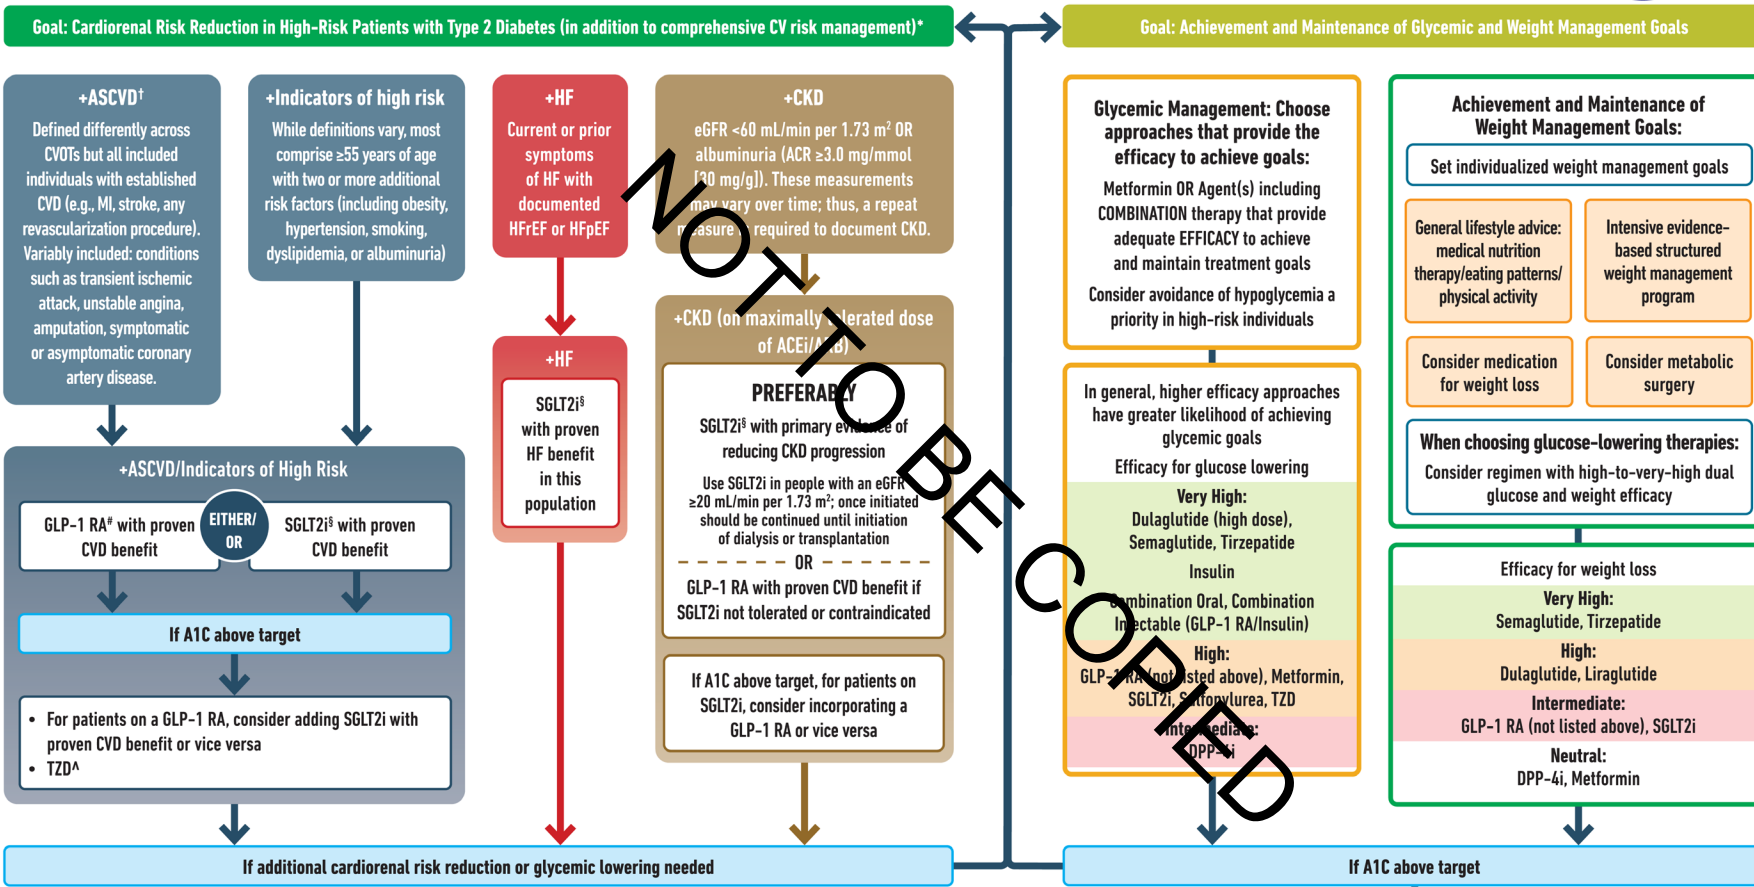 Goal: Cardiorenal Risk Reduction in High-Risk Patients with Type 2 Diabetes (in addition to comprehensive CV risk management)*
Goal: Achievement and Maintenance of Glycemic and Weight Management Goals
+ASCVD†
Defined differently across
CVOTs but all included
individuals with established
CVD (e.g., MI, stroke, any
revascularization procedure).
Variably included: conditions
such as transient ischemic
attack, unstable angina,
amputation, symptomatic
or asymptomatic coronary
artery disease.
+Indicators of high risk
While definitions vary, most
comprise ≥55 years of age
with two or more additional
risk factors (including obesity,
hypertension, smoking,
dyslipidemia, or albuminuria)
+ASCVD/Indicators of High Risk
GLP-1 RA# with proven
CVD benefit
EITHER/
OR
SGLT2i§ with proven
CVD benefit
If A1C above target
• For patients on a GLP-1 RA, consider adding SGLT2i with
proven CVD benefit or vice versa
• TZD^
+HF
Current or prior
symptoms
of HF with
documented
HFrEF or HFpEF
+HF
SGLT2i§
with proven
HF benefit
in this
population
+CKD
eGFR <60 mL/min per 1.73 m² OR
albuminuria (ACR ≥3.0 mg/mmol
[30 mg/g]). These measurements
may vary over time; thus, a repeat
measure required to document CKD.
+CKD (on maximally tolerated dose
of ACEi/ARB)
PREFERABLY
SGLT2i§ with primary evidence of
reducing CKD progression
Use SGLT2i in people with an eGFR
≥20 mL/min per 1.73 m²; once initiated
should be continued until initiation
of dialysis or transplantation
OR
GLP-1 RA with proven CVD benefit if
SGLT2i not tolerated or contraindicated
If A1C above target, for patients on
SGLT2i, consider incorporating a
GLP-1 RA or vice versa
If additional cardiorenal risk reduction or glycemic lowering needed
Glycemic Management: Choose
approaches that provide the
efficacy to achieve goals:
Metformin OR Agent(s) including
COMBINATION therapy that provide
adequate EFFICACY to achieve
and maintain treatment goals
Consider avoidance of hypoglycemia a
priority in high-risk individuals
In general, higher efficacy approaches
have greater likelihood of achieving
glycemic goals
Efficacy for glucose lowering
Very High:
Dulaglutide (high dose),
Semaglutide, Tirzepatide
Insulin
Combination Oral, Combination
Injectable (GLP-1 RA/Insulin)
High:
GLP-1 RA (not listed above), Metformin,
SGLT2i, Sulfonylurea, TZD
Intermediate:
DPP-4i
Achievement and Maintenance of
Weight Management Goals:
Set individualized weight management goals
General lifestyle advice:
medical nutrition
therapy/eating patterns/
physical activity
Intensive evidence-
based structured
weight management
program
Consider medication
for weight loss
Consider metabolic
surgery
When choosing glucose-lowering therapies:
Consider regimen with high-to-very-high dual
glucose and weight efficacy
Efficacy for weight loss
Very High:
Semaglutide, Tirzepatide
High:
Dulaglutide, Liraglutide
Intermediate:
GLP-1 RA (not listed above), SGLT2i
Neutral:
DPP-4i, Metformin
If A1C above target
NOT TO BE COPIED